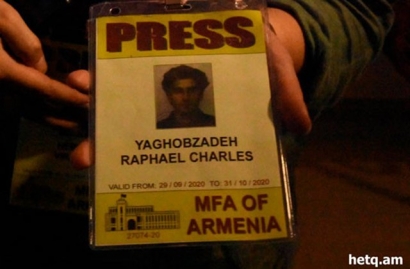 PRESS
YAGHOBZADEH
RAPHAEL CHARLES
VALID FROM: 29 / 09 / 2020 TO: 31 / 10 / 2020
MFA OF
ARMENIA
27074-20
hetq.am